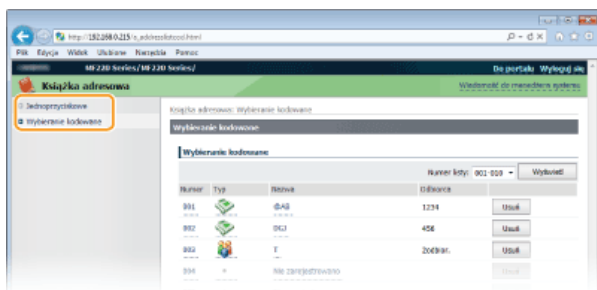 http://192.168.0.215/a_addresslistcod.html
Plik Edycja Widok Ulubione Narzędzia Pomoc
MF220 Series/MF220 Series/
Do portalu Wyloguj się
Książka adresowa
Wiadomość do menedżera systemu
Jednoprzyciskowe
Wybieranie kodowane
Książka adresowa: Wybieranie kodowane
Wybieranie kodowane
Wybieranie kodowane
Numer listy: 001-010 Wyświetl
Numer Typ Nazwa Odbiorca
001 1234 Usuń
002 456 Usuń
003 T 2odbior. Usuń
004 Nie zarejestrowano Usuń